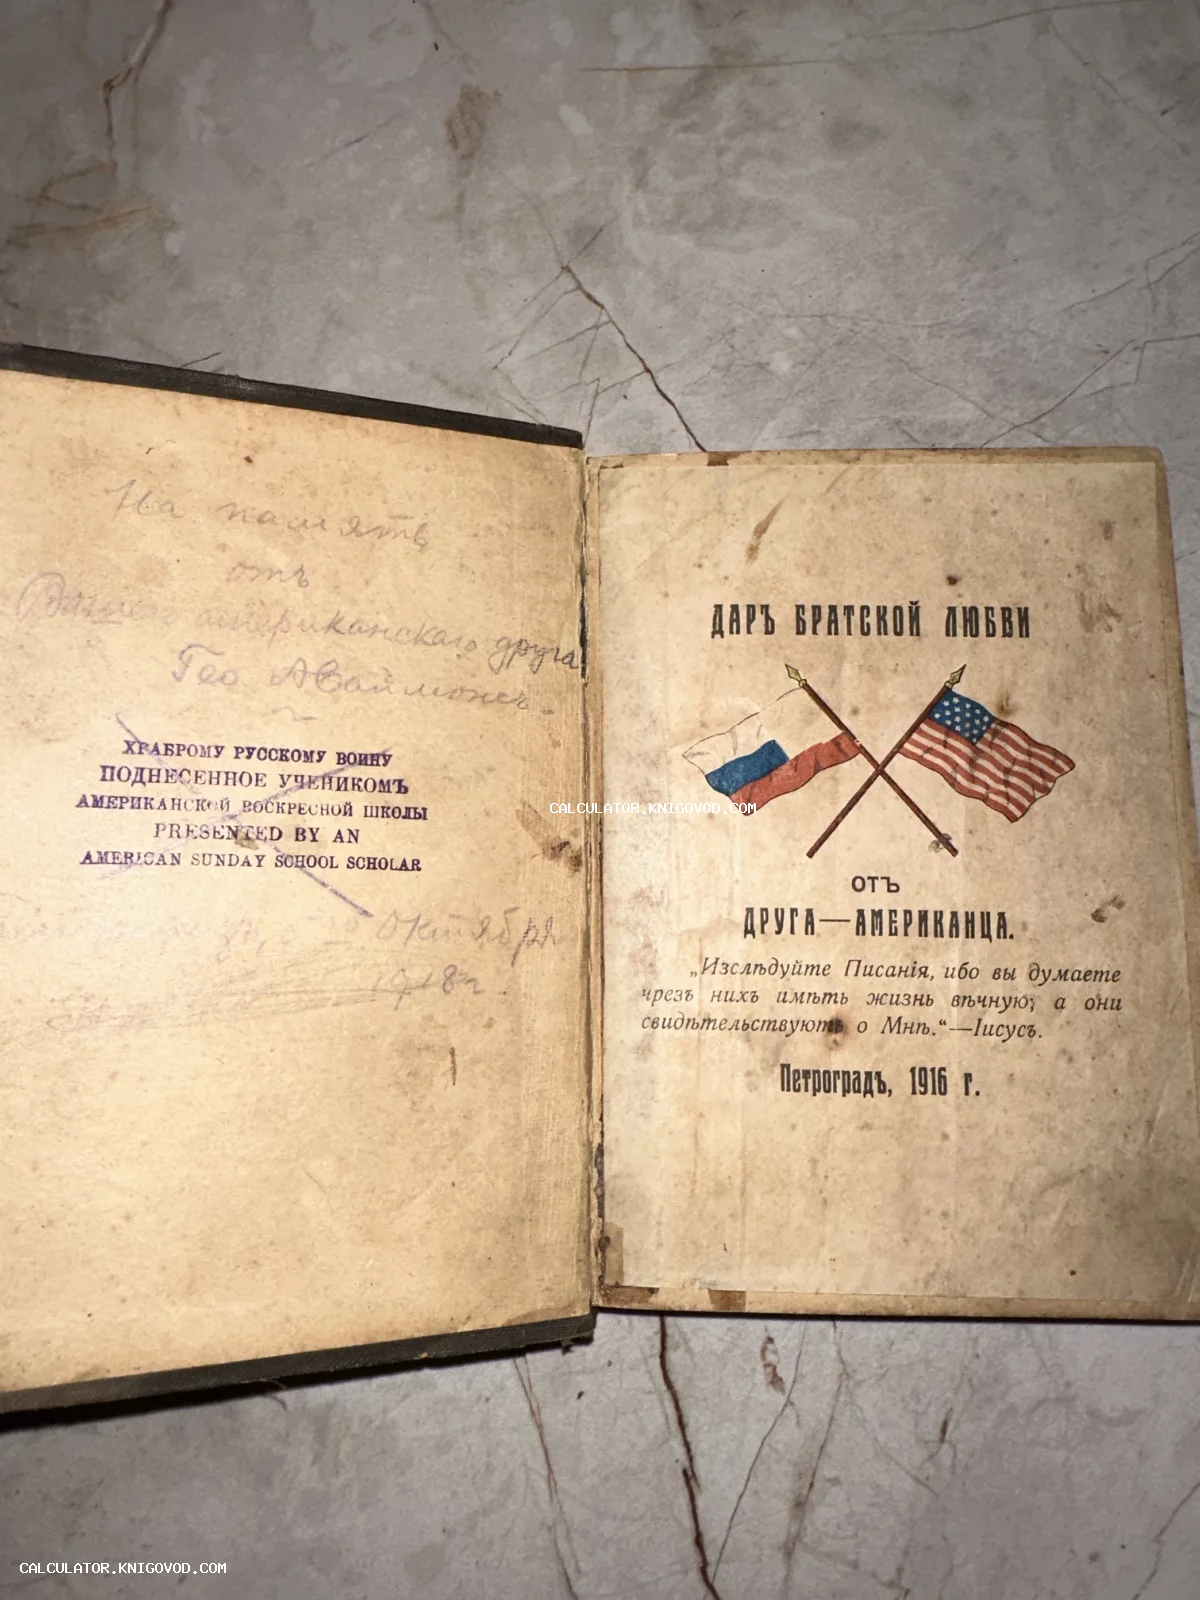 На память
отъ
американскаго друга
Гео
ХРАБРОМУ РУССКОМУ ВОИНУ
ПОДНЕСЕННОЕ УЧЕНИКОМЪ
АМЕРИКАНСКОЙ ВОСКРЕСНОЙ ШКОЛЫ
PRESENTED BY AN
AMERICAN SUNDAY SCHOOL SCHOLAR
Октября
1918г.
ДАРЪ БРАТСКОЙ ЛЮБВИ
CALCULATOR.KNIGOVOD.COM
ОТЪ
ДРУГА—АМЕРИКАНЦА.
„Изслѣдуйте Писанія, ибо вы думаете
чрезъ нихъ имѣть жизнь вѣчную; а они
свидѣтельствуютъ о Мнѣ.“—Іисусъ.
Петроградъ, 1916 г.
CALCULATOR.KNIGOVOD.COM